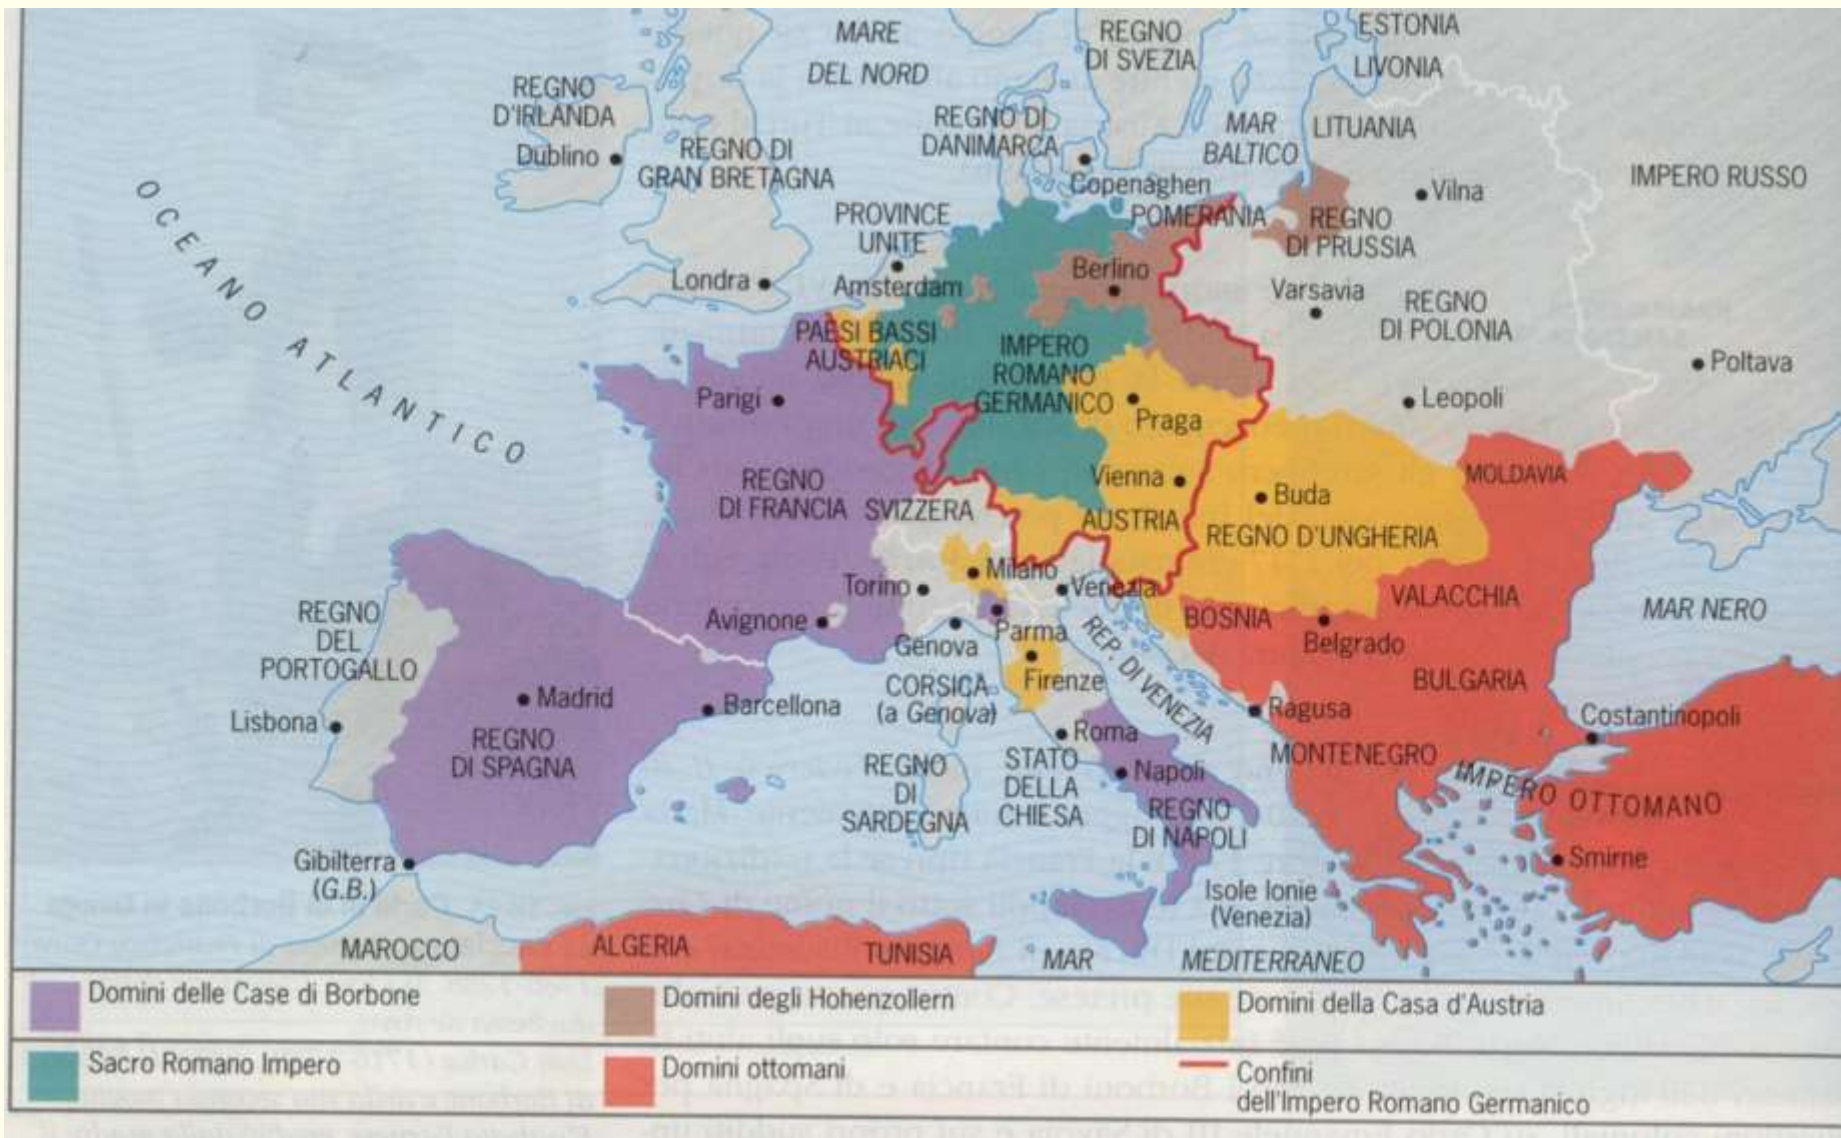 MARE
DEL NORD
REGNO
DI SVEZIA
ESTONIA
LIVONIA
REGNO
D'IRLANDA
Dublino
REGNO DI
GRAN BRETAGNA
REGNO DI
DANIMARCA
Copenaghen
MAR
BALTICO
LITUANIA
Vilna
IMPERO RUSSO
OCEANO ATLANTICO
PROVINCE
UNITE
Amsterdam
Londra
POMERANIA
REGNO
DI PRUSSIA
Berlino
Varsavia
REGNO
DI POLONIA
Poltava
PAESI BASSI
AUSTRIACI
IMPERO
ROMANO
GERMANICO
Parigi
Praga
Leopoli
REGNO
DI FRANCIA
SVIZZERA
Vienna
AUSTRIA
Buda
REGNO D'UNGHERIA
MOLDAVIA
Torino
Milano
Venezia
VALACCHIA
MAR NERO
REGNO
DEL
PORTOGALLO
Avignone
Genova
Parma
BOSNIA
Belgrado
REP. DI VENEZIA
Firenze
CORSICA
(a Genova)
BULGARIA
Madrid
Barcellona
Lisbona
REGNO
DI SPAGNA
Ragusa
Costantinopoli
Roma
MONTENEGRO
REGNO
DI
SARDEGNA
STATO
DELLA
CHIESA
Napoli
REGNO
DI NAPOLI
IMPERO OTTOMANO
Gibilterra
(G.B.)
Smirne
Isole Ionie
(Venezia)
MAROCCO
ALGERIA
TUNISIA
MAR
MEDITERRANEO
Domini delle Case di Borbone
Domini degli Hohenzollern
Domini della Casa d'Austria
Sacro Romano Impero
Domini ottomani
Confini
dell'Impero Romano Germanico